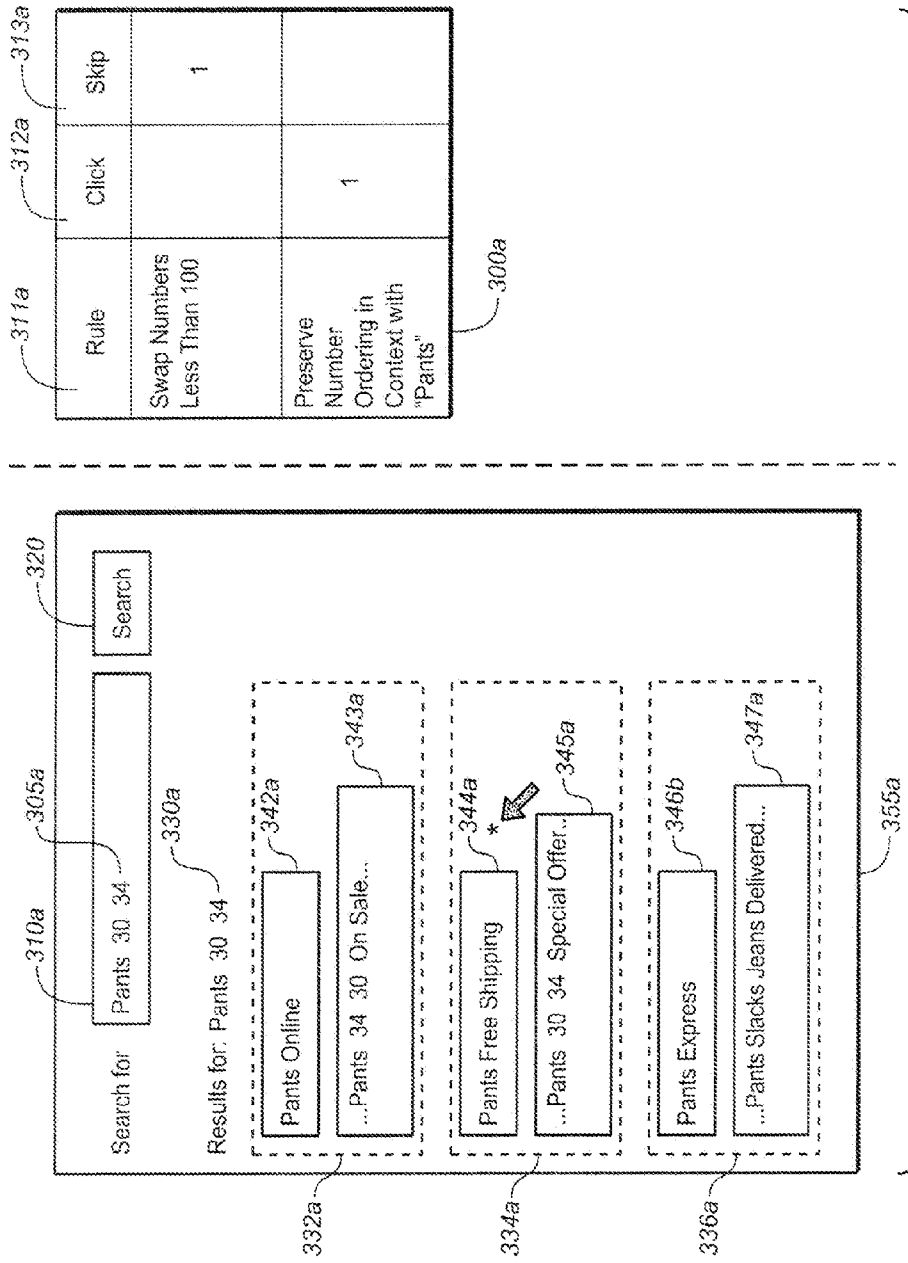 310a
305a
320
Search for
Pants 30 34
Search
330a
Results for: Pants 30 34
332a
342a
Pants Online
343a
...Pants 34 30 On Sale...
334a
344a
Pants Free Shipping
*
345a
...Pants 30 34 Special Offer...
336a
346b
Pants Express
347a
...Pants Slacks Jeans Delivered...
355a
311a
312a
313a
Rule
Click
Skip
Swap Numbers
Less Than 100
1
Preserve
Number
Ordering in
Context with
"Pants"
1
300a